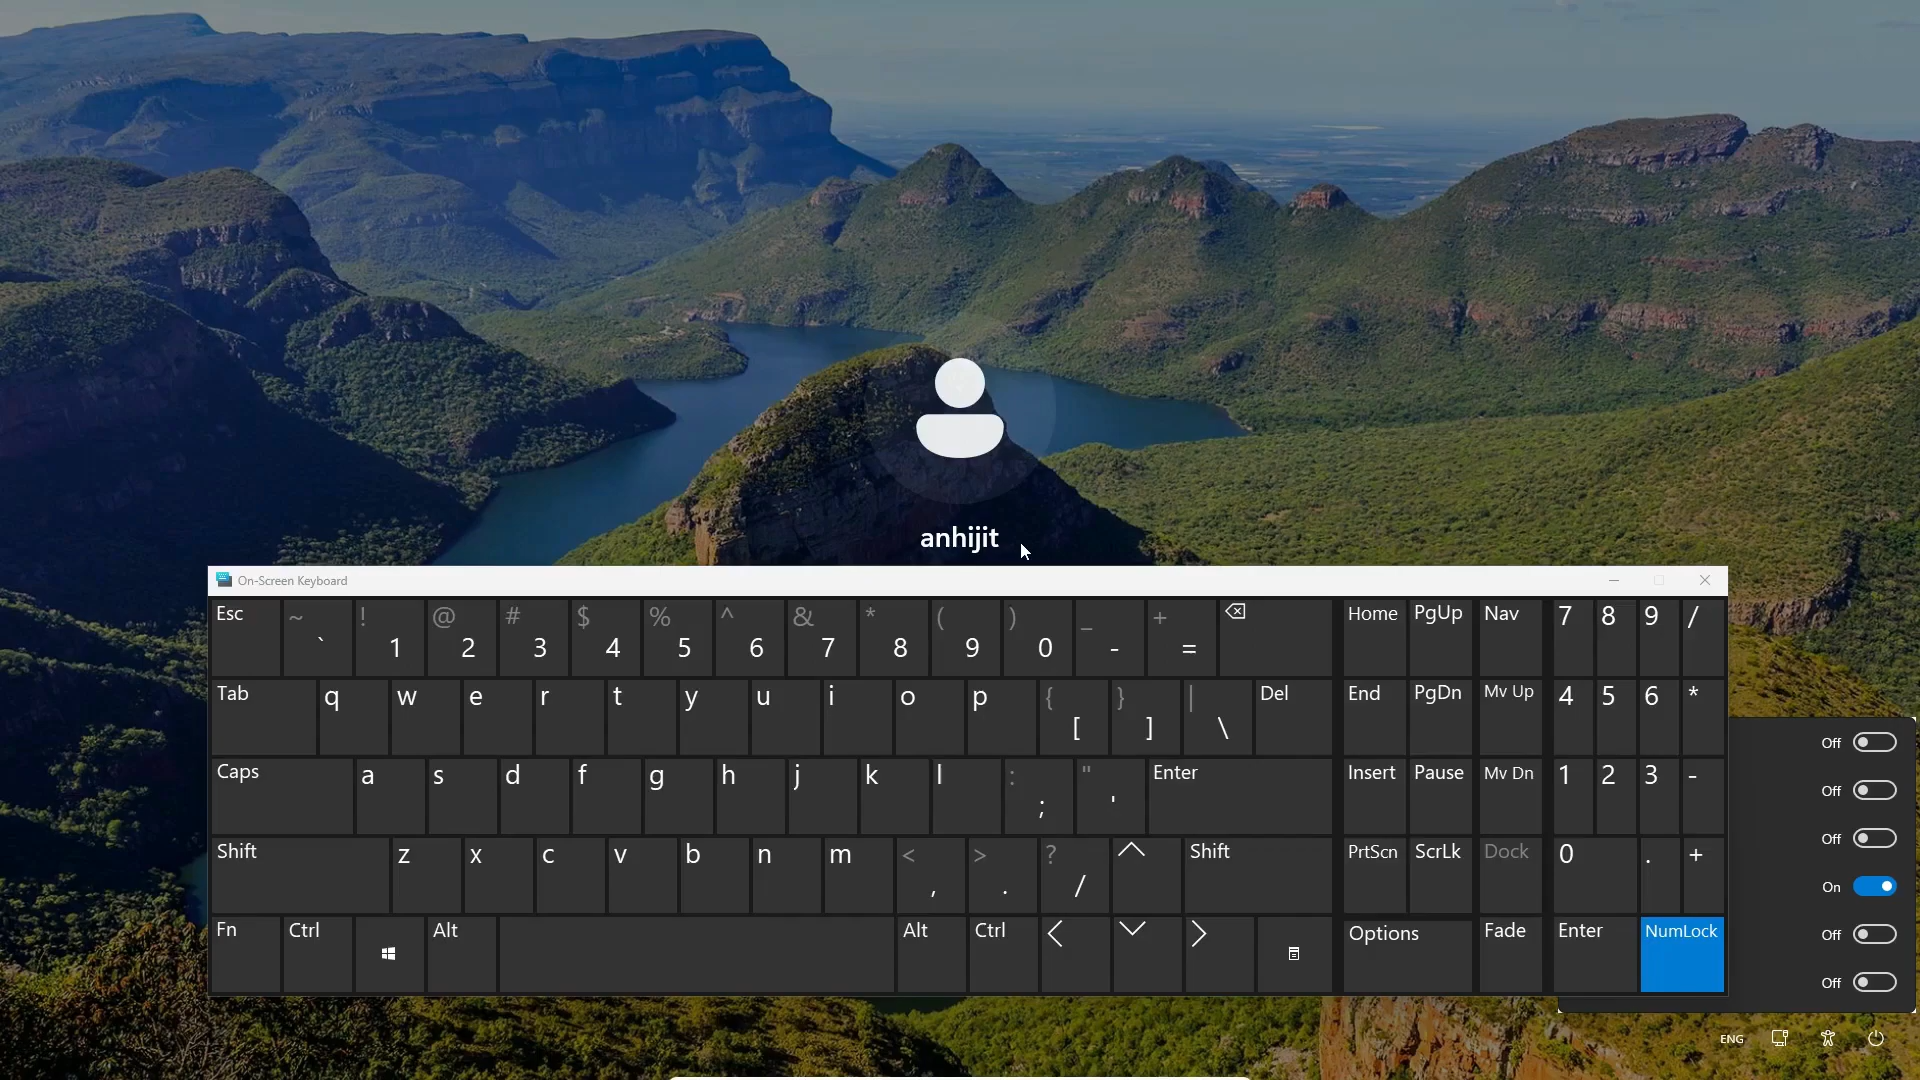 anhijit
On-Screen Keyboard
Esc ~ ` ! 1 @ 2 # 3 $ 4 % 5 ^ 6 & 7 * 8 ( 9 ) 0 _ - + = Home PgUp Nav 7 8 9 /
Tab q w e r t y u i o p { [ } ] | \ Del End PgDn Mv Up 4 5 6 *
Off
Caps a s d f g h j k l : ; " ' Enter Insert Pause Mv Dn 1 2 3 -
Off
Off
Shift z x c v b n m < , > . ? / Shift PrtScn ScrLk Dock 0 . +
On
Fn Ctrl Alt Alt Ctrl Options Fade Enter NumLock
Off
Off
ENG